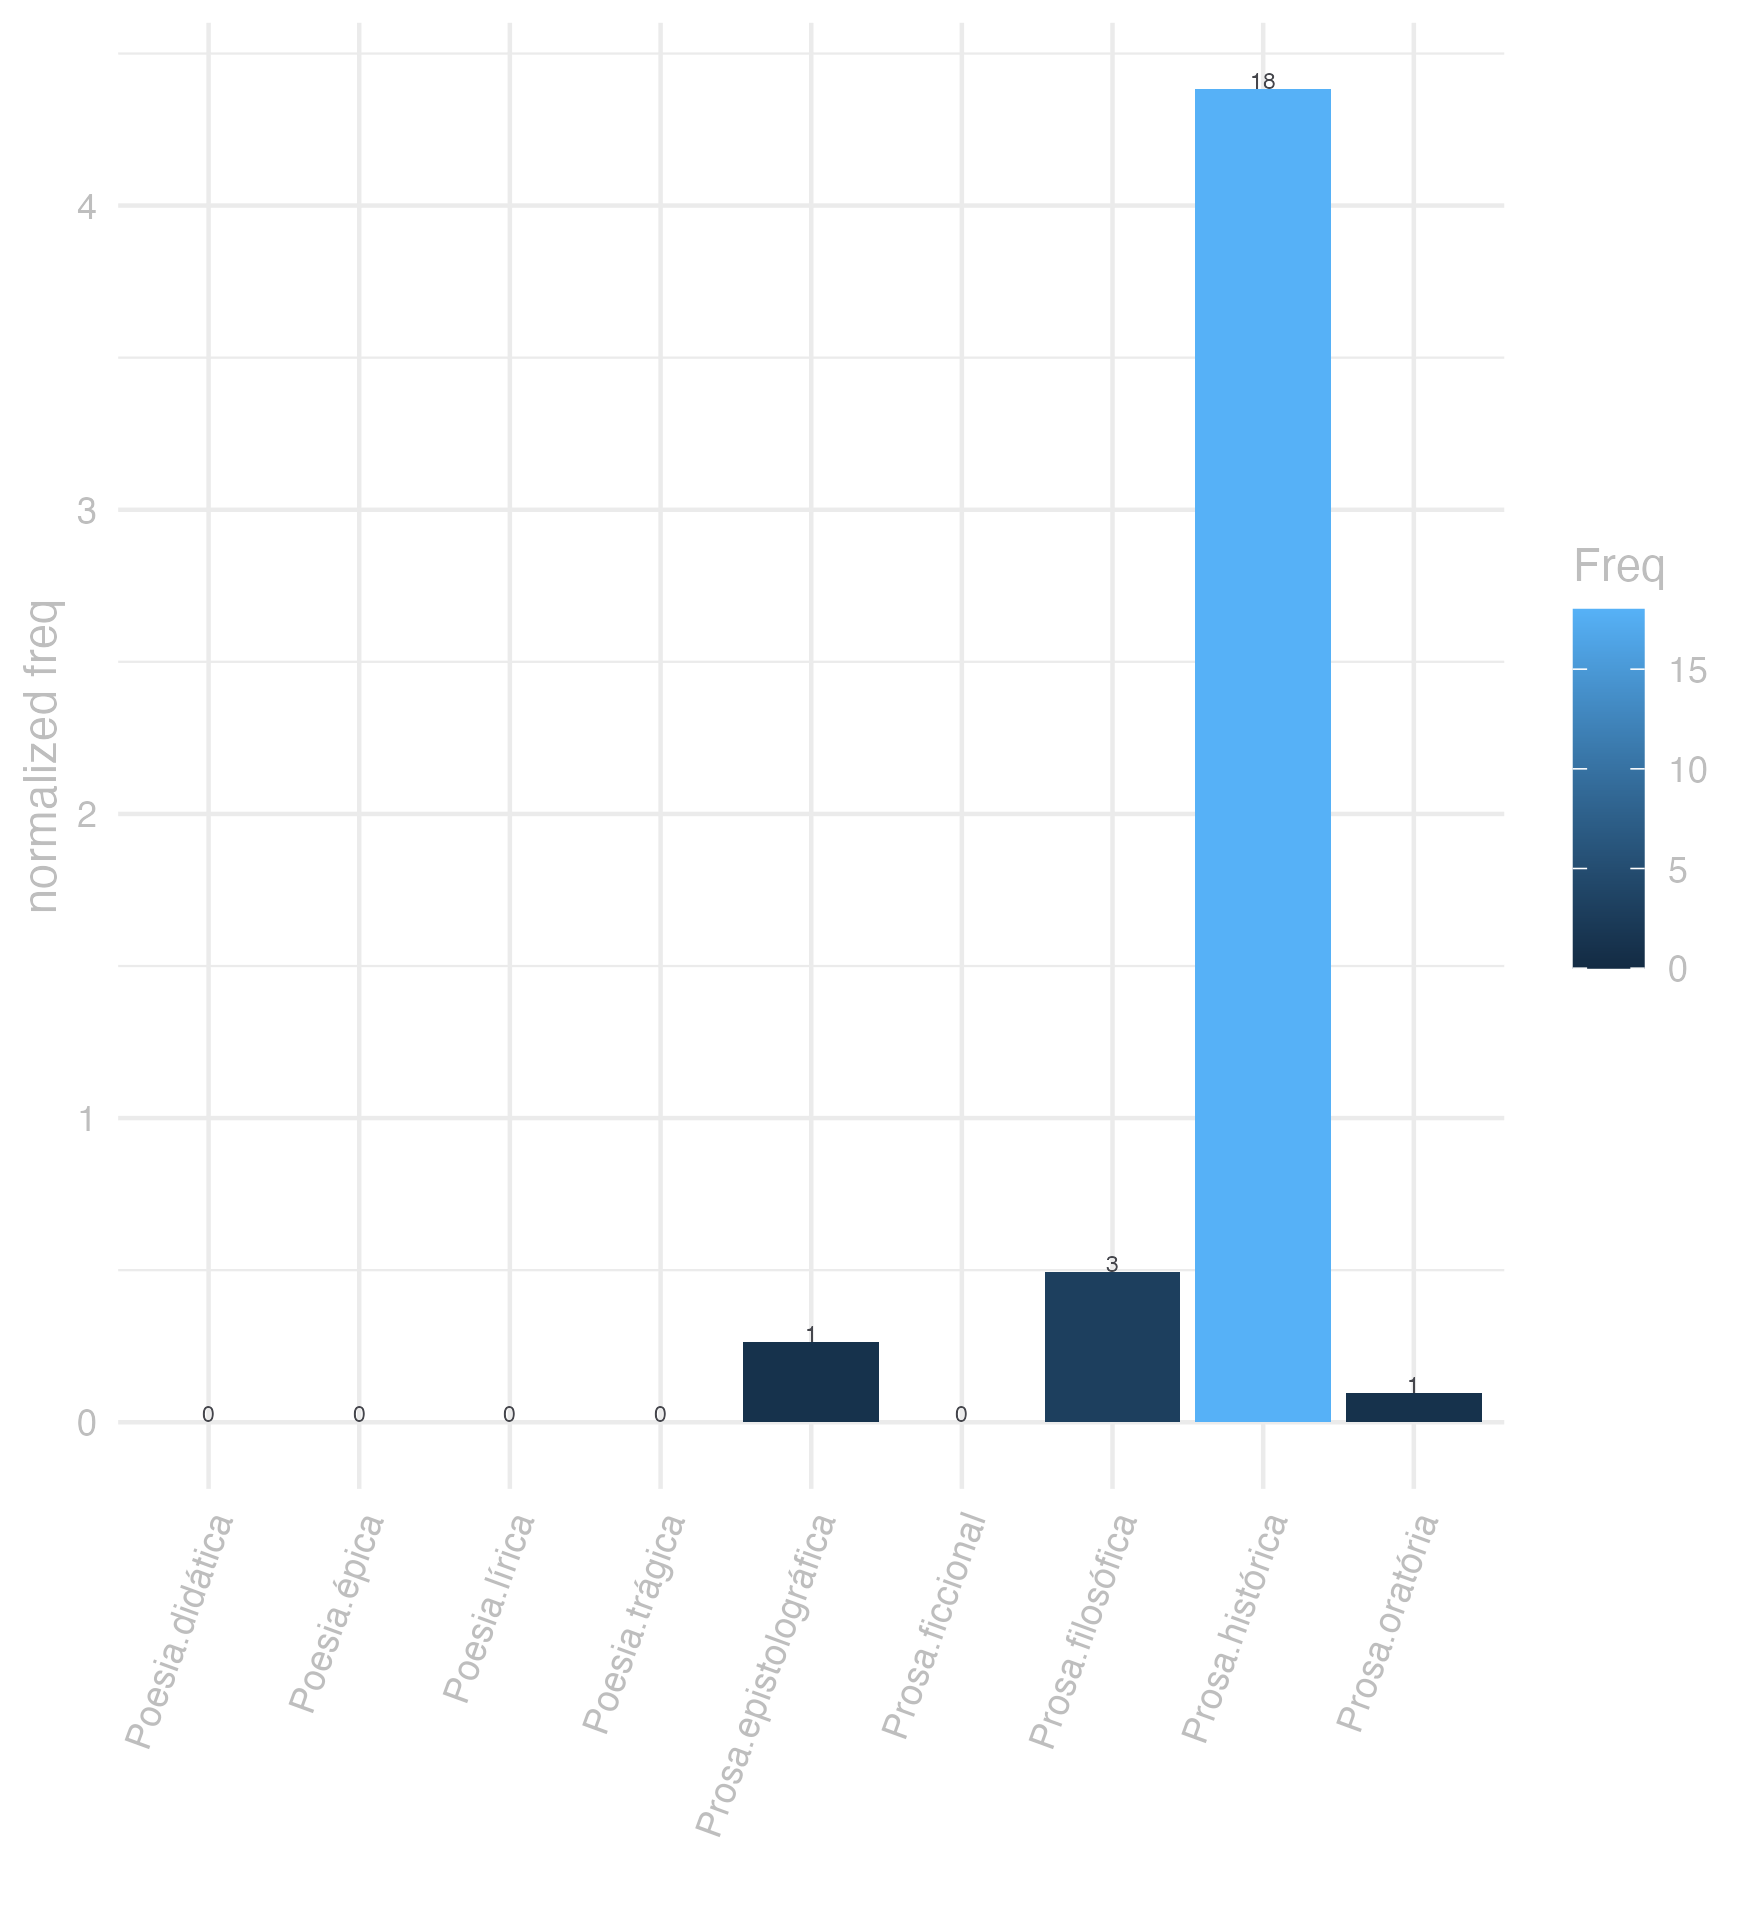 normalized freq
4
3
2
1
0
0
0
0
0
1
0
3
18
1
Poesia.didática
Poesia.épica
Poesia.lírica
Poesia.trágica
Prosa.epistolográfica
Prosa.ficcional
Prosa.filosófica
Prosa.histórica
Prosa.oratória
Freq
15
10
5
0